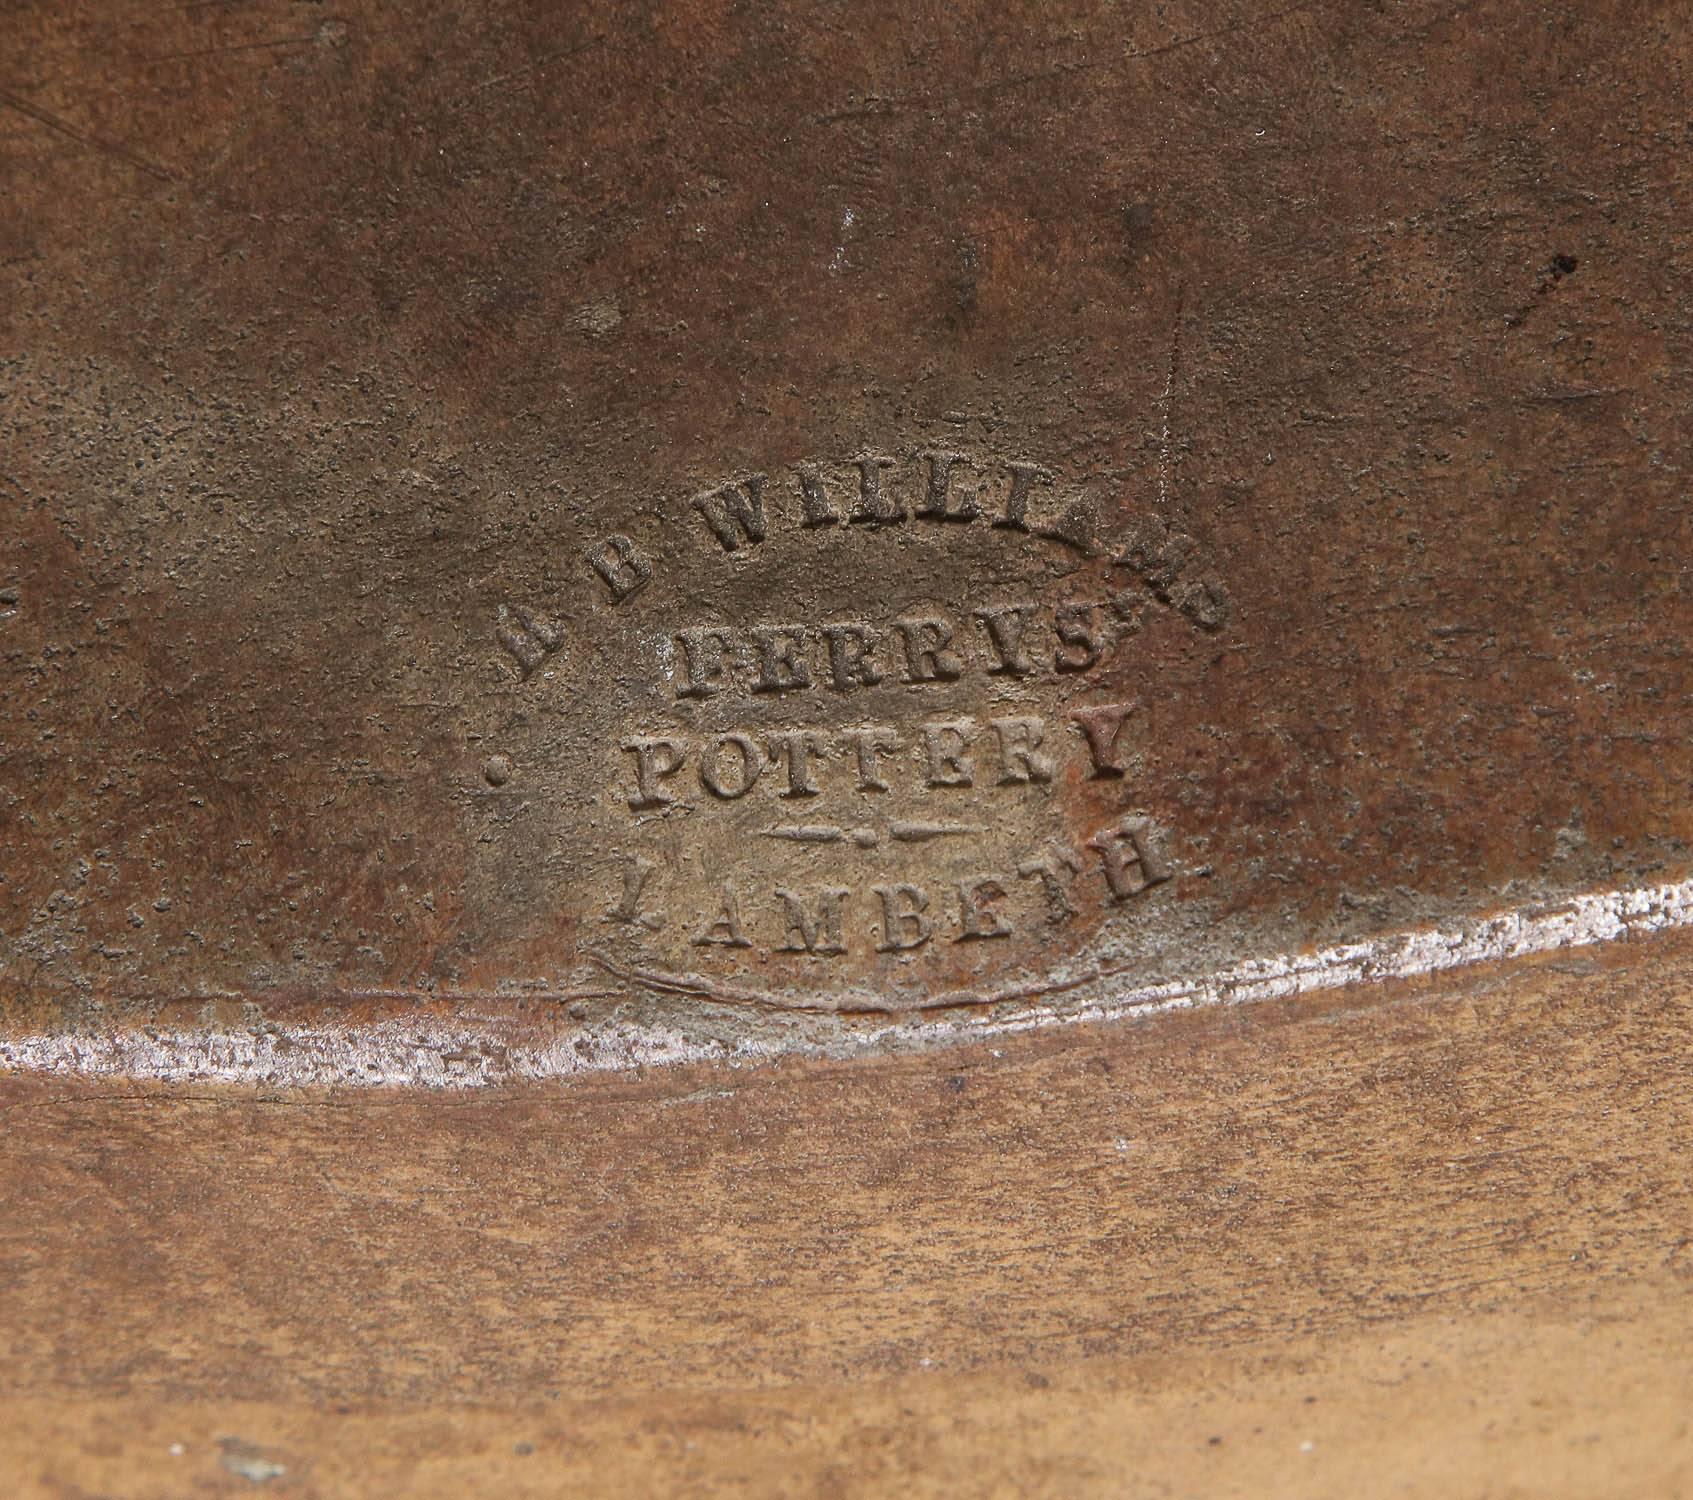 B WILLIAMS
FERRY ST
POTTERY
LAMBETH